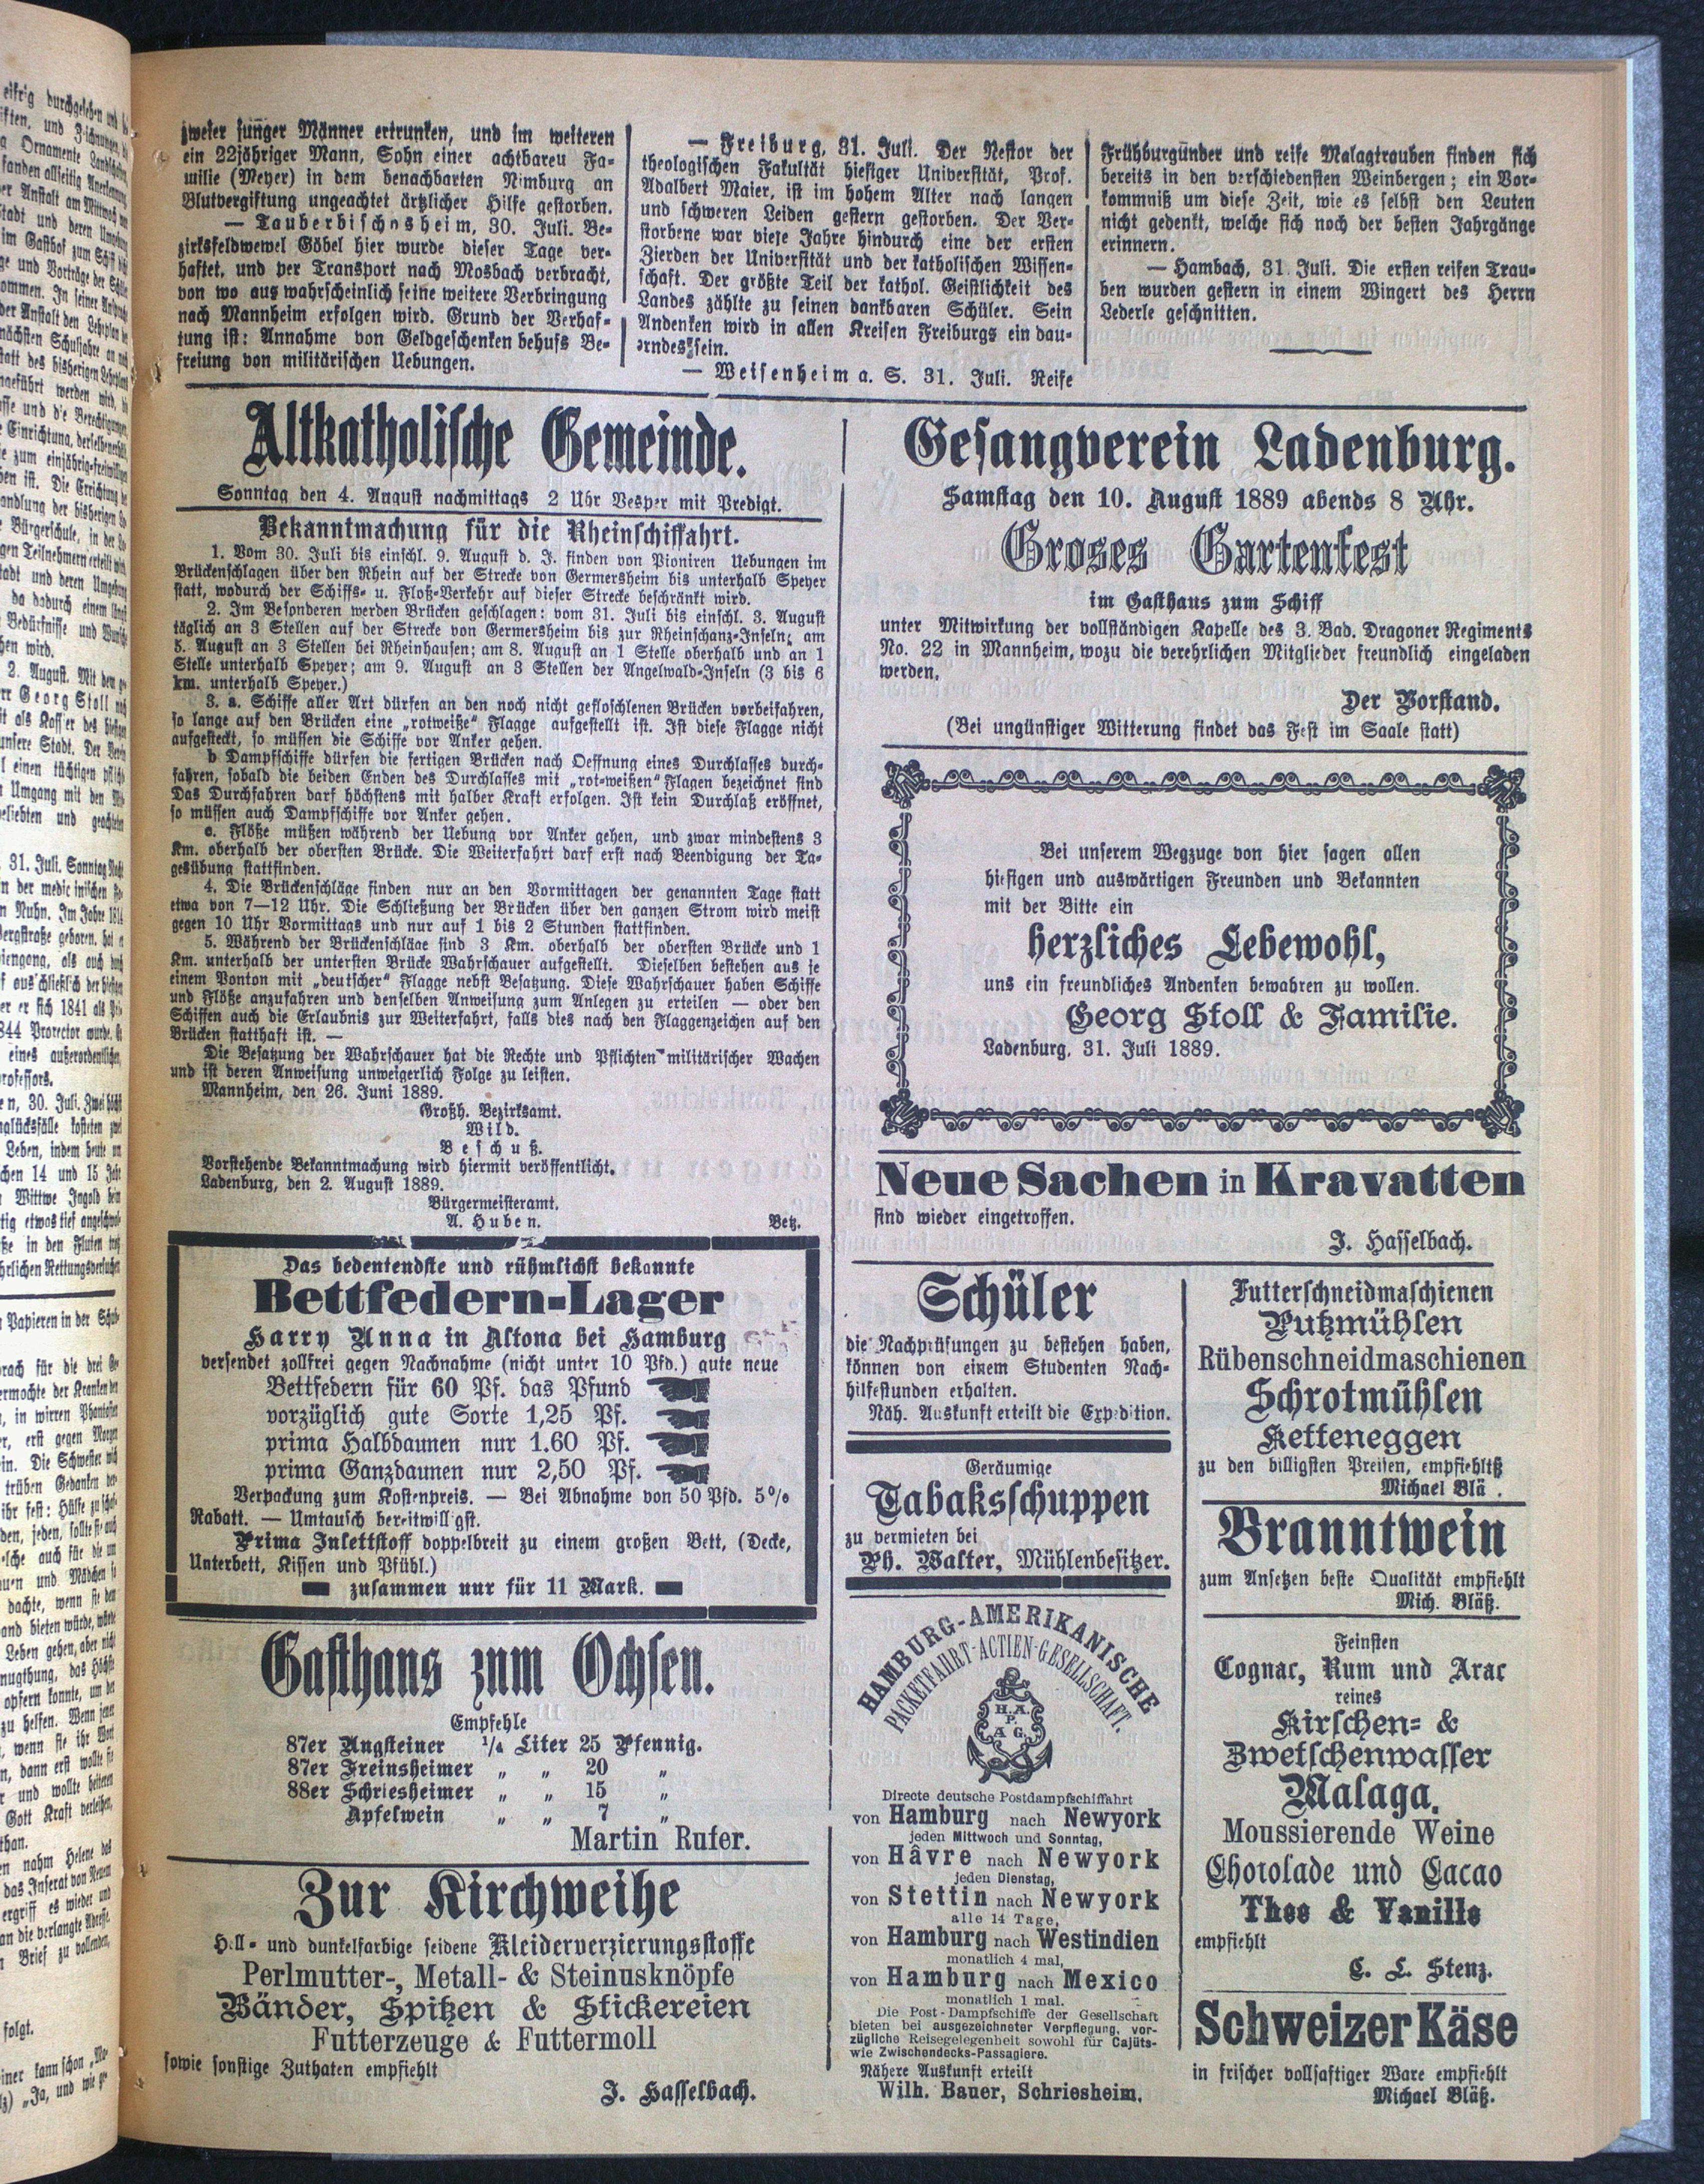 zweier junger Männer ertrunken, und im weiteren
ein 22jähriger Mann, Sohn einer achtbareu Fa-
milie (Meyer) in dem benachbarten Nimburg an
Blutvergiftung ungeachtet ärtzlicher Hilfe gestorben.
— Tauberbischosheim, 30. Juli. Be-
zirksfeldwewel Göbel hier wurde dieser Tage ver-
haftet, und per Transport nach Mosbach verbracht,
von wo aus wahrscheinlich seine weitere Verbringung
nach Mannheim erfolgen wird. Grund der Verhaf-
tung ist: Annahme von Geldgeschenken behufs Be-
freiung von militärischen Uebungen.
— Freiburg, 31. Juli. Der Nestor der
theologischen Fakultät hiesiger Universität, Prof.
Adalbert Maier, ist im hohem Alter nach langen
und schweren Leiden gestern gestorben. Der Ver-
storbene war viele Jahre hindurch eine der ersten
Zierden der Universität und der katholischen Wissen-
schaft. Der größte Teil der kathol. Geistlichkeit des
Landes zählte zu seinen dankbaren Schüler. Sein
Andenken wird in allen Kreisen Freiburgs ein dau-
erndes sein.
— Weisenheim a. S. 31. Juli. Reife
Frühburgunder und reife Malagtrauben finden sich
bereits in den verschiedensten Weinbergen; ein Vor-
kommniß um diese Zeit, wie es selbst den Leuten
nicht gedenkt, welche sich noch der besten Jahrgänge
erinnern.
— Hambach, 31. Juli. Die ersten reifen Trau-
ben wurden gestern in einem Wingert des Herrn
Lederle geschnitten.
Altkatholische Gemeinde.
Sonntag den 4. August nachmittags 2 Uhr Vesper mit Predigt.
Bekanntmachung für die Rheinschiffahrt.
1. Vom 30. Juli bis einschl. 9. August d. J. finden von Pioniren Uebungen im
Brückenschlagen über den Rhein auf der Strecke von Germersheim bis unterhalb Speyer
statt, wodurch der Schiffs- u. Floß-Verkehr auf dieser Strecke beschränkt wird.
2. Im Besonderen werden Brücken geschlagen: vom 31. Juli bis einschl. 3. August
täglich an 3 Stellen auf der Strecke von Germersheim bis zur Rheinschanz-Inseln; am
5. August an 3 Stellen bei Rheinhausen; am 8. August an 1 Stelle oberhalb und an 1
Stelle unterhalb Speyer; am 9. August an 3 Stellen der Angelwald-Inseln (3 bis 6
km. unterhalb Speyer.)
3. a. Schiffe aller Art dürfen an den noch nicht gefloschlenen Brücken vorbeifahren,
so lange auf den Brücken eine „rotweiße“ Flagge aufgestellt ist. Ist diese Flagge nicht
aufgesteckt, so müssen die Schiffe vor Anker gehen.
b Dampfschiffe dürfen die fertigen Brücken nach Oeffnung eines Durchlasses durch-
fahren, sobald die beiden Enden des Durchlasses mit „rot-weißen“ Flagen bezeichnet sind
Das Durchfahren darf höchstens mit halber Kraft erfolgen. Ist kein Durchlaß eröffnet,
so müssen auch Dampfschiffe vor Anker gehen.
c. Flöße müßen während der Uebung vor Anker gehen, und zwar mindestens 3
Km. oberhalb der obersten Brücke. Die Weiterfahrt darf erst nach Beendigung der Ta-
gesübung stattfinden.
4. Die Brückenschläge finden nur an den Vormittagen der genannten Tage statt
etwa von 7—12 Uhr. Die Schließung der Brücken über den ganzen Strom wird meist
gegen 10 Uhr Vormittags und nur auf 1 bis 2 Stunden stattfinden.
5. Während der Brückenschläge sind 3 Km. oberhalb der obersten Brücke und 1
Km. unterhalb der untersten Brücke Wahrschauer aufgestellt. Dieselben bestehen aus je
einem Ponton mit „deutscher“ Flagge nebst Besatzung. Diese Wahrschauer haben Schiffe
und Flöße anzufahren und denselben Anweisung zum Anlegen zu erteilen — oder den
Schiffen auch die Erlaubnis zur Weiterfahrt, falls dies nach den Flaggenzeichen auf den
Brücken statthaft ist. —
Die Besatzung der Wahrschauer hat die Rechte und Pflichten militärischer Wachen
und ist deren Anweisung unweigerlich Folge zu leisten.
Mannheim, den 26. Juni 1889.
Großh. Bezirksamt.
Wild.
Beschuß.
Vorstehende Bekanntmachung wird hiermit veröffentlicht.
Ladenburg, den 2. August 1889.
Bürgermeisteramt.
A. Huben. Betz.
Das bedeutendste und rühmlichst bekannte
Bettfedern-Lager
Harry Unna in Altona bei Hamburg
versendet zollfrei gegen Nachnahme (nicht unter 10 Pfd.) gute neue
Bettfedern für 60 Pf. das Pfund
vorzüglich gute Sorte 1,25 Pf.
prima Halbdaunen nur 1.60 Pf.
prima Ganzdaunen nur 2,50 Pf.
Verpackung zum Kostenpreis. — Bei Abnahme von 50 Pfd. 5%
Rabatt. — Umtausch bereitwilligst.
Prima Inlettstoff doppelbreit zu einem großen Bett, (Decke,
Unterbett, Kissen und Pfühl.)
zusammen nur für 11 Mark.
Gasthaus zum Ochsen.
Empfehle
87er Angsteiner 1/4 Liter 25 Pfennig.
87er Freinsheimer „ „ 20 „
88er Schriesheimer „ „ 15 „
Apfelwein „ „ 7 „
Martin Rufer.
Zur Kirchweihe
Hell- und dunkelfarbige seidene Kleiderverzierungsstoffe
Perlmutter-, Metall- & Steinusknöpfe
Bänder, Spitzen & Stickereien
Futterzeuge & Futtermoll
sowie sonstige Zuthaten empfiehlt
J. Hasselbach.
Gesangverein Ladenburg.
Samstag den 10. August 1889 abends 8 Uhr.
Groses Gartenfest
im Gasthaus zum Schiff
unter Mitwirkung der vollständigen Kapelle des 3. Bad. Dragoner Regiments
No. 22 in Mannheim, wozu die verehrlichen Mitglieder freundlich eingeladen
werden,
Der Vorstand.
(Bei ungünstiger Witterung findet das Fest im Saale statt)
Bei unserem Wegzuge von hier sagen allen
hiesigen und auswärtigen Freunden und Bekannten
mit der Bitte ein
herzliches Lebewohl,
uns ein freundliches Andenken bewahren zu wollen.
Georg Stoll & Familie.
Ladenburg, 31. Juli 1889.
Neue Sachen in Kravatten
sind wieder eingetroffen.
J. Hasselbach.
Schüler
die Nachprüfungen zu bestehen haben,
können von einem Studenten Nach-
hilfestunden erhalten.
Näh. Auskunft erteilt die Expedition.
Geräumige
Tabaksschuppen
zu vermieten bei
Ph. Walter, Mühlenbesitzer.
HAMBURG-AMERIKANISCHE
PACKETFAHRT-ACTIEN-GESELLSCHAFT.
H. A.
P.
A. G.
Directe deutsche Postdampfschiffahrt
von Hamburg nach Newyork
jeden Mittwoch und Sonntag,
von Hâvre nach Newyork
jeden Dienstag,
von Stettin nach Newyork
alle 14 Tage,
von Hamburg nach Westindien
monatlich 4 mal,
von Hamburg nach Mexico
monatlich 1 mal.
Die Post-Dampfschiffe der Gesellschaft
bieten bei ausgezeichneter Verpflegung, vor-
zügliche Reisegelegenheit sowohl für Cajüts-
wie Zwischendecks-Passagiere.
Nähere Auskunft erteilt
Wilh. Bauer, Schriesheim.
Futterschneidmaschienen
Putzmühlen
Rübenschneidmaschienen
Schrotmühlen
Ketteneggen
zu den billigsten Preisen, empfiehltß
Michael Blä .
Branntwein
zum Ansetzen beste Qualität empfiehlt
Mich. Bläß.
Feinsten
Cognac, Rum und Arac
reines
Kirschen- &
Zwetschenwasser
Malaga,
Moussierende Weine
Chotolade und Cacao
Thee & Vanille
empfiehlt
C. L. Stenz.
Schweizer Käse
in frischer vollsaftiger Ware empfiehlt
Michael Bläß.